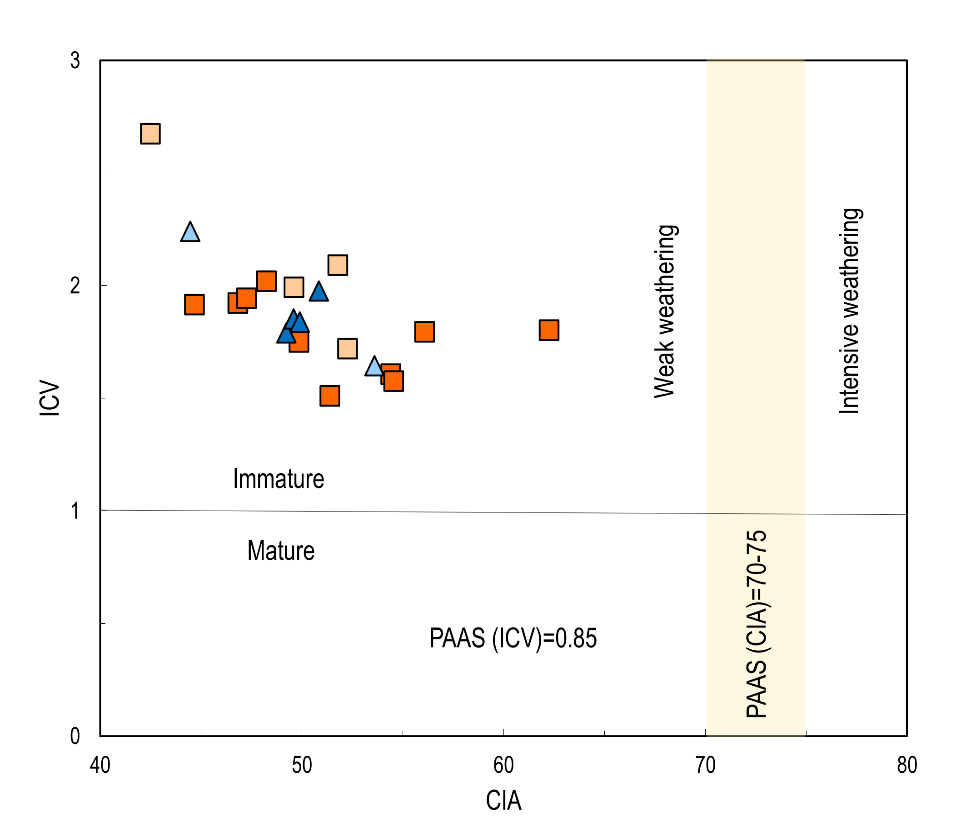 3
2
1
0
ICV
Weak weathering
Intensive weathering
Immature
Mature
PAAS (ICV)=0.85
PAAS (CIA)=70-75
40 50 60 70 80
CIA